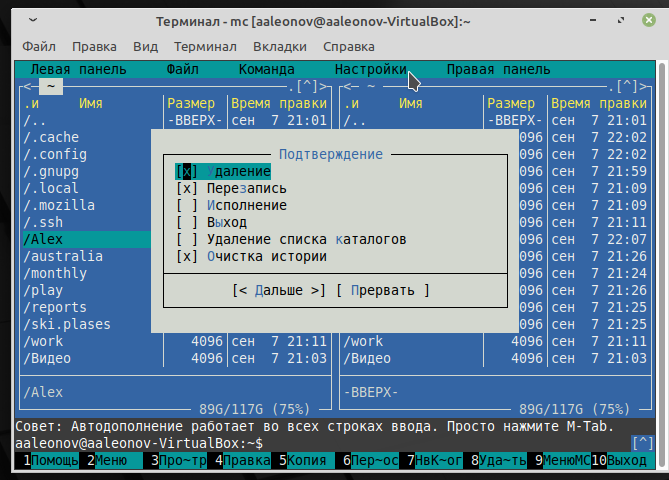 Терминал - mc [aaleonov@aaleonov-VirtualBox]:~
Файл Правка Вид Терминал Вкладки Справка
Левая панель Файл Команда Настройки Правая панель
<─ ~ .[^]> <─ ~ .[^]>
.и Имя Размер Время правки .и Имя Размер Время правки
/.. -ВВЕРХ- сен 7 21:01 /.. -ВВЕРХ- сен 7 21:01
/.cache 4096 сен 7 22:02
/.config 4096 сен 7 22:02
/.gnupg 4096 сен 7 21:59
/.local 4096 сен 7 21:09
/.mozilla 4096 сен 7 21:09
/.ssh 4096 сен 7 21:11
/Alex 4096 сен 7 22:07
/australia 4096 сен 7 21:26
/monthly 4096 сен 7 21:24
/play 4096 сен 7 21:26
/reports 4096 сен 7 21:25
/ski.plases 4096 сен 7 21:25
Подтверждение
[x] Удаление
[x] Перезапись
[ ] Исполнение
[ ] Выход
[ ] Удаление списка каталогов
[x] Очистка истории
[< Дальше >] [ Прервать ]
/work 4096 сен 7 21:11 /work 4096 сен 7 21:11
/Видео 4096 сен 7 21:03 /Видео 4096 сен 7 21:03
/Alex -ВВЕРХ-
89G/117G (75%) 89G/117G (75%)
Совет: Автодополнение работает во всех строках ввода. Просто нажмите M-Tab.
aaleonov@aaleonov-VirtualBox:~$ [^]
1Помощь 2Меню 3Про~тр 4Правка 5Копия 6Пер~ос 7НвК~ог 8Уда~ть 9МенюMC 10Выход